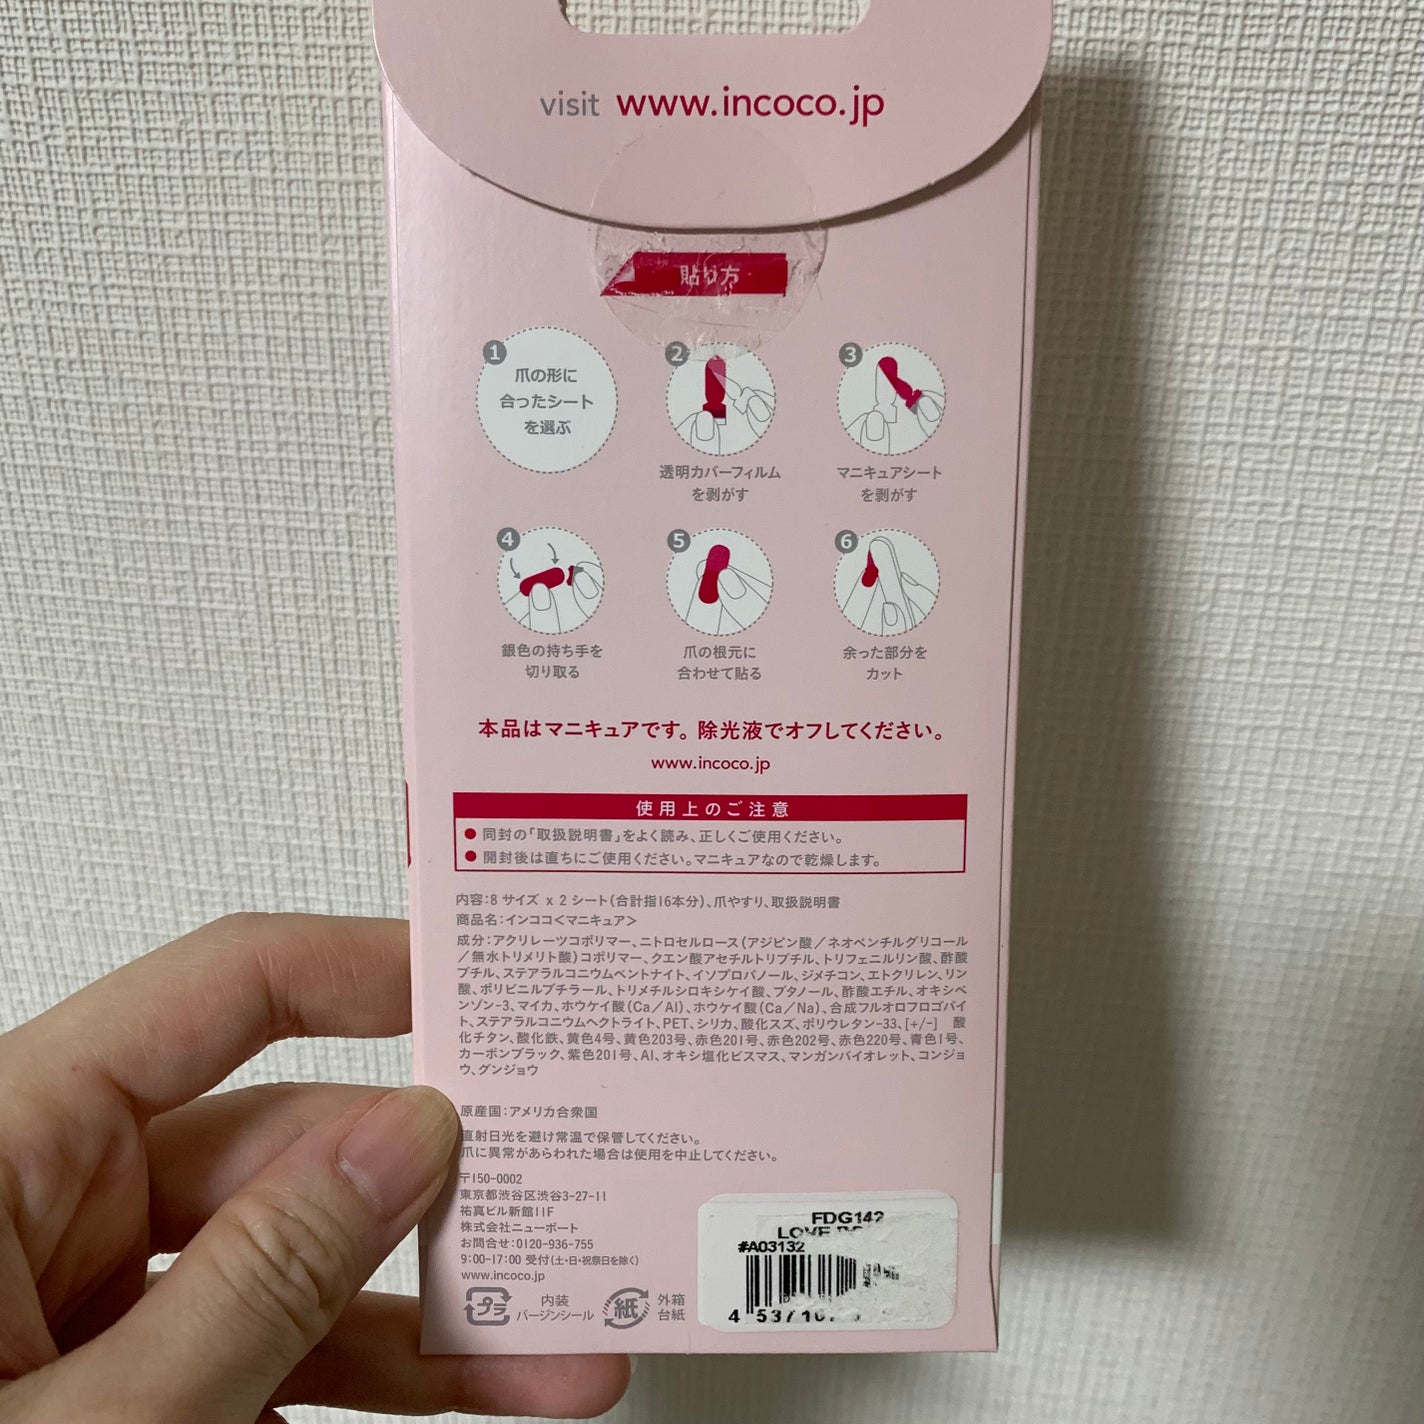 visit www.incoco.jp
貼り方
1
爪の形に
合ったシート
を選ぶ
2
透明カバーフィルム
を剥がす
3
マニキュアシート
を剥がす
4
銀色の持ち手を
切り取る
5
爪の根元に
合わせて貼る
6
余った部分を
カット
本品はマニキュアです。除光液でオフしてください。
www.incoco.jp
使用上のご注意
●同封の「取扱説明書」をよく読み、正しくご使用ください。
●開封後は直ちにご使用ください。マニキュアなので乾燥します。
内容:8 サイズ x 2 シート(合計指16本分)、爪やすり、取扱説明書
商品名:インココ<マニキュア>
成分:アクリレーツコポリマー、ニトロセルロース(アジピン酸/ネオペンチルグリコール
/無水トリメリト酸)コポリマー、クエン酸アセチルトリブチル、トリフェニルリン酸、酢酸
ブチル、ステアラルコニウムベントナイト、イソプロパノール、ジメチコン、エトクリレン、リン
酸、ポリビニルブチラール、トリメチルシロキシケイ酸、ブタノール、酢酸エチル、オキシベ
ンゾン-3、マイカ、ホウケイ酸(Ca/Al)、ホウケイ酸(Ca/Na)、合成フルオロフロゴパイ
ト、ステアラルコニウムヘクトライト、PET、シリカ、酸化スズ、ポリウレタン-33、[+/-] 酸
化チタン、酸化鉄、黄色4号、黄色203号、赤色201号、赤色202号、赤色220号、青色1号、
カーボンブラック、紫色201号、Al、オキシ塩化ビスマス、マンガンバイオレット、コンジョ
ウ、グンジョウ
原産国:アメリカ合衆国
直射日光を避け常温で保管してください。
爪に異常があらわれた場合は使用を中止してください。
〒150-0002
東京都渋谷区渋谷3-27-11
祐真ビル新館11F
株式会社ニューポート
お問合せ:0120-936-755
9:00-17:00 受付(土・日・祝祭日を除く)
www.incoco.jp
プラ
内装
バージンシール
紙
外箱
台紙
FDG142
LOVE
#A03132
4 537